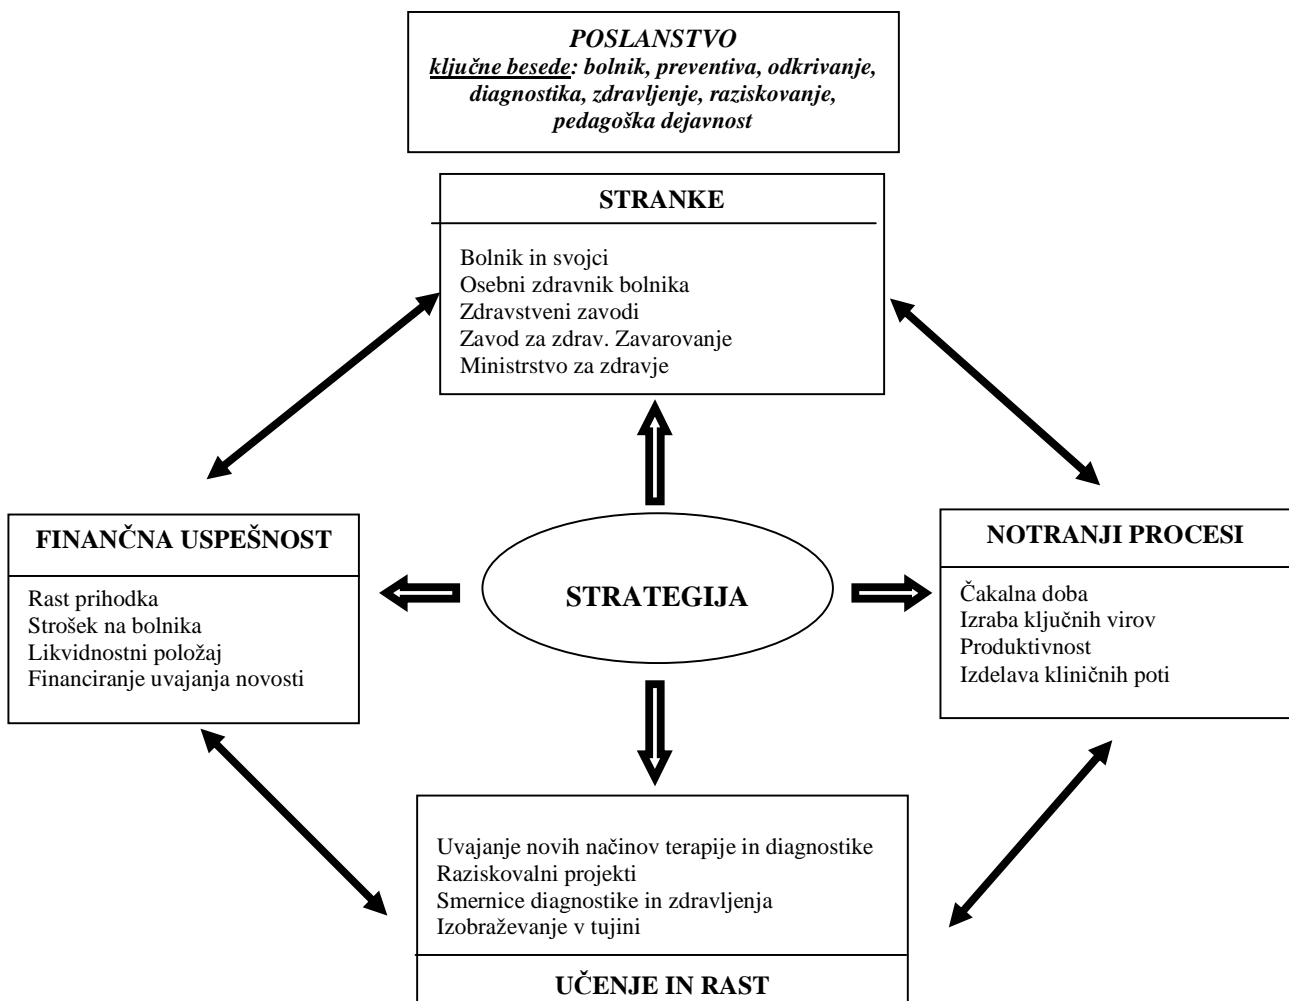 POSLANSTVO
ključne besede: bolnik, preventiva, odkrivanje,
diagnostika, zdravljenje, raziskovanje,
pedagoška dejavnost
STRANKE
Bolnik in svojci
Osebni zdravnik bolnika
Zdravstveni zavodi
Zavod za zdrav. Zavarovanje
Ministrstvo za zdravje
FINANČNA USPEŠNOST
Rast prihodka
Strošek na bolnika
Likvidnostni položaj
Financiranje uvajanja novosti
STRATEGIJA
NOTRANJI PROCESI
Čakalna doba
Izraba ključnih virov
Produktivnost
Izdelava kliničnih poti
Uvajanje novih načinov terapije in diagnostike
Raziskovalni projekti
Smernice diagnostike in zdravljenja
Izobraževanje v tujini
UČENJE IN RAST